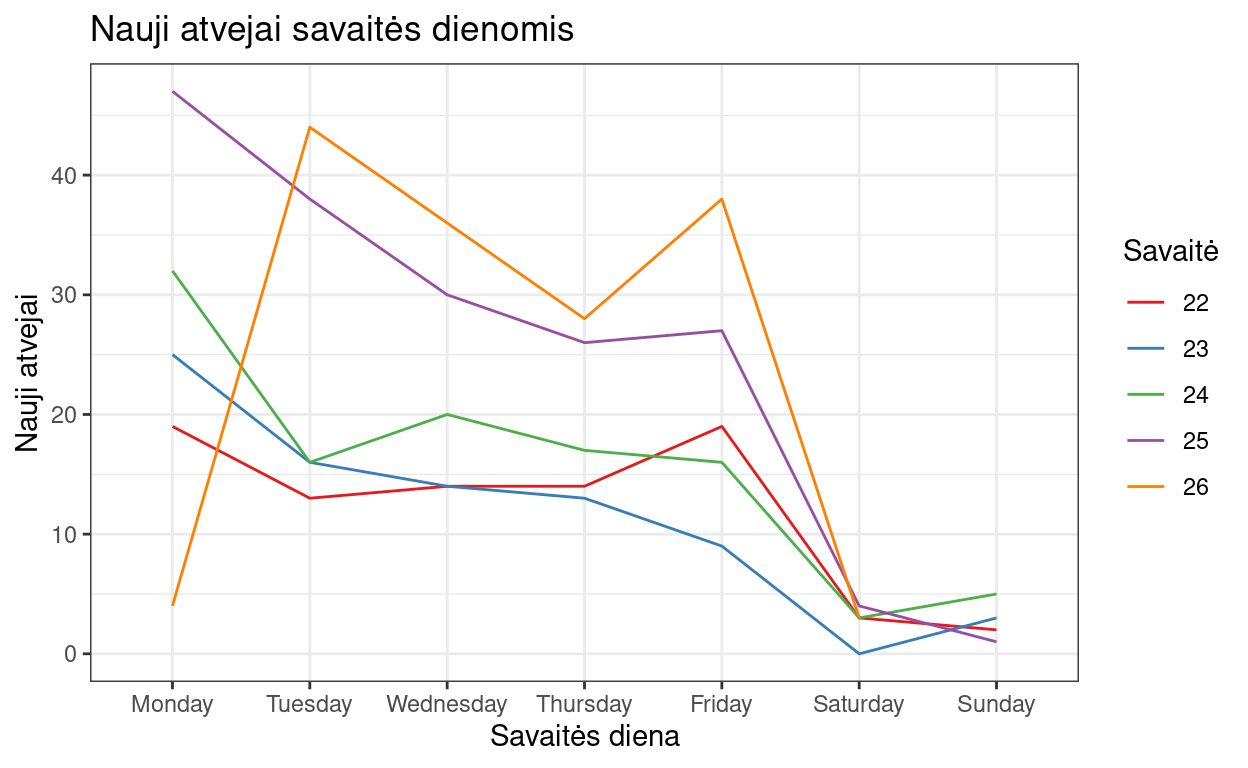 Nauji atvejai savaitės dienomis
Nauji atvejai
40
30
20
10
0
Monday Tuesday Wednesday Thursday Friday Saturday Sunday
Savaitės diena
Savaitė
22
23
24
25
26